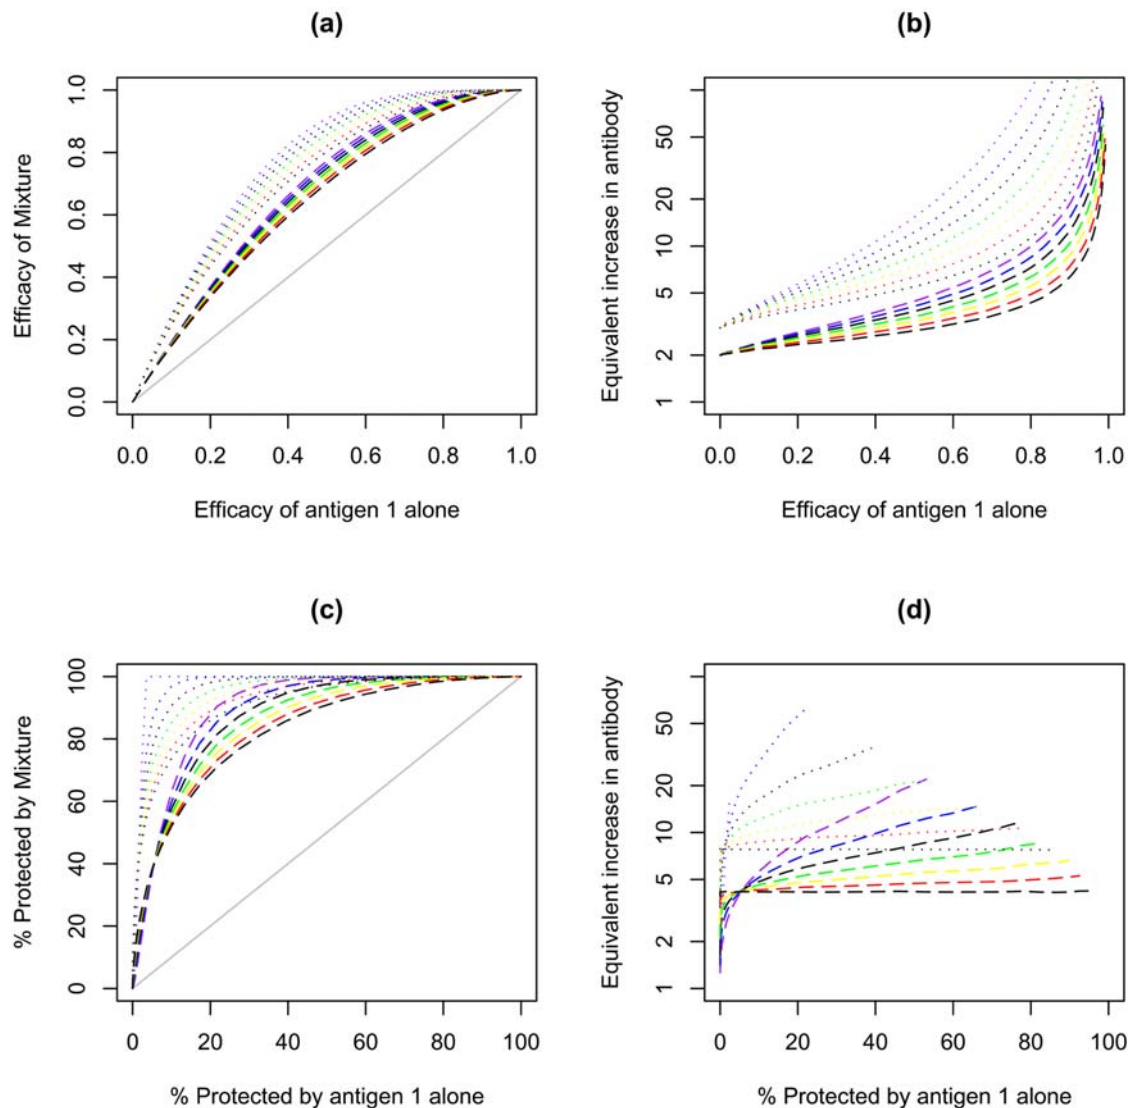 (a)
Efficacy of Mixture
1.0
0.8
0.6
0.4
0.2
0.0
0.0 0.2 0.4 0.6 0.8 1.0
Efficacy of antigen 1 alone
(b)
Equivalent increase in antibody
50
20
10
5
2
1
0.0 0.2 0.4 0.6 0.8 1.0
Efficacy of antigen 1 alone
(c)
% Protected by Mixture
100
80
60
40
20
0
0 20 40 60 80 100
% Protected by antigen 1 alone
(d)
Equivalent increase in antibody
50
20
10
5
2
1
0 20 40 60 80 100
% Protected by antigen 1 alone